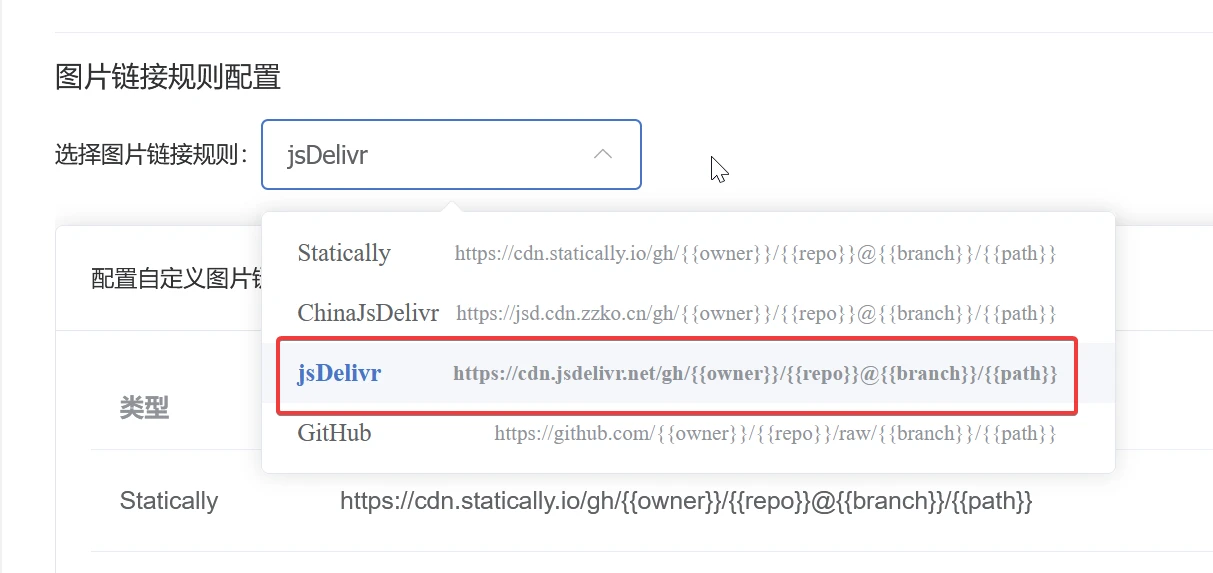 图片链接规则配置
选择图片链接规则： jsDelivr
Statically https://cdn.statically.io/gh/{{owner}}/{{repo}}@{{branch}}/{{path}}
配置自定义图片
ChinaJsDelivr https://jsd.cdn.zzko.cn/gh/{{owner}}/{{repo}}@{{branch}}/{{path}}
jsDelivr https://cdn.jsdelivr.net/gh/{{owner}}/{{repo}}@{{branch}}/{{path}}
类型
GitHub https://github.com/{{owner}}/{{repo}}/raw/{{branch}}/{{path}}
Statically https://cdn.statically.io/gh/{{owner}}/{{repo}}@{{branch}}/{{path}}